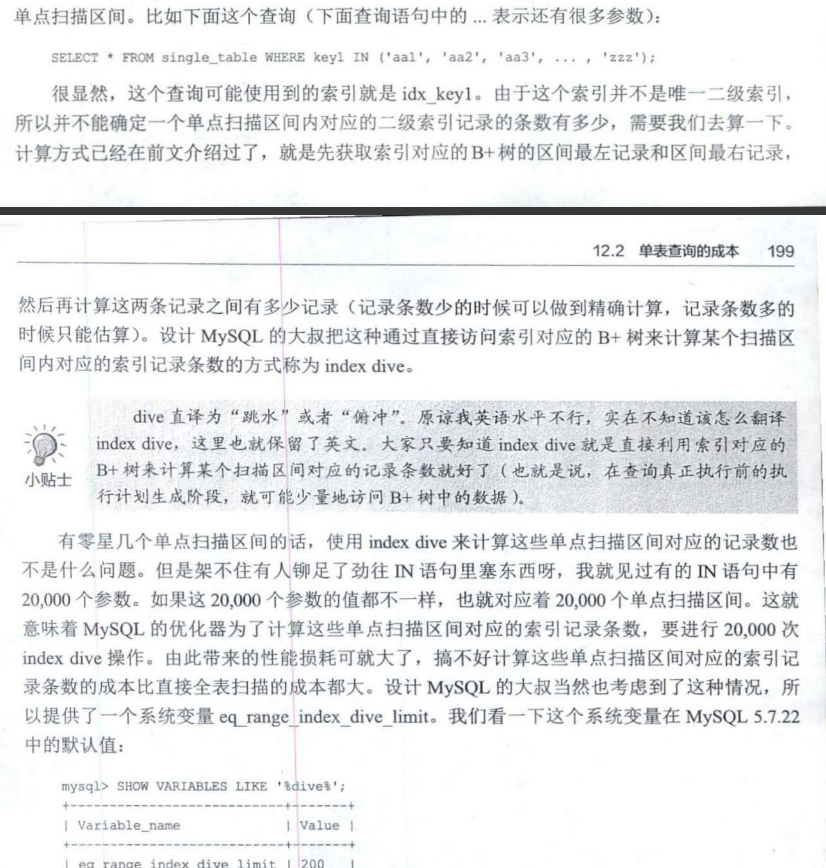 单点扫描区间。比如下面这个查询（下面查询语句中的 ... 表示还有很多参数）：
SELECT * FROM single_table WHERE key1 IN ('aa1', 'aa2', 'aa3', ... , 'zzz');
很显然，这个查询可能使用到的索引就是 idx_key1。由于这个索引并不是唯一二级索引，
所以并不能确定一个单点扫描区间内对应的二级索引记录的条数有多少，需要我们去算一下。
计算方式已经在前文介绍过了，就是先获取索引对应的 B+ 树的区间最左记录和区间最右记录，
12.2 单表查询的成本 199
然后再计算这两条记录之间有多少记录（记录条数少的时候可以做到精确计算，记录条数多的
时候只能估算）。设计 MySQL 的大叔把这种通过直接访问索引对应的 B+ 树来计算某个扫描区
间内对应的索引记录条数的方式称为 index dive。
dive 直译为“跳水”或者“俯冲”。原谅我英语水平不行，实在不知道该怎么翻译
index dive，这里也就保留了英文。大家只要知道 index dive 就是直接利用索引对应的
B+ 树来计算某个扫描区间对应的记录条数就好了（也就是说，在查询真正执行前的执
行计划生成阶段，就可能少量地访问 B+ 树中的数据）。
小贴士
有零星几个单点扫描区间的话，使用 index dive 来计算这些单点扫描区间对应的记录数也
不是什么问题。但是架不住有人铆足了劲往 IN 语句里塞东西呀，我就见过有的 IN 语句中有
20,000 个参数。如果这 20,000 个参数的值都不一样，也就对应着 20,000 个单点扫描区间。这就
意味着 MySQL 的优化器为了计算这些单点扫描区间对应的索引记录条数，要进行 20,000 次
index dive 操作。由此带来的性能损耗可就大了，搞不好计算这些单点扫描区间对应的索引记
录条数的成本比直接全表扫描的成本都大。设计 MySQL 的大叔当然也考虑到了这种情况，所
以提供了一个系统变量 eq_range_index_dive_limit。我们看一下这个系统变量在 MySQL 5.7.22
中的默认值：
mysql> SHOW VARIABLES LIKE '%dive%';
+---------------------------+-------+
| Variable_name | Value |
+---------------------------+-------+
| eq_range_index_dive_limit | 200 |